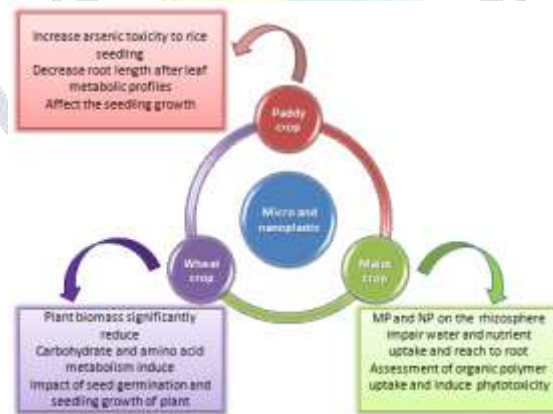 Increase arsenic toxicity to rice
seedling
Decrease root length after leaf
metabolic profiles
Affect the seedling growth
Paddy
crop
Micro and
nanoplastic
Wheat
crop
Maize
crop
Plant biomass significantly
reduce
Carbohydrate and amino acid
metabolism induce
Impact of seed germination and
seedling growth of plant
MP and NP on the rhizosphere
impair water and nutrient
uptake and reach to root
Assessment of organic polymer
uptake and induce phytotoxicity